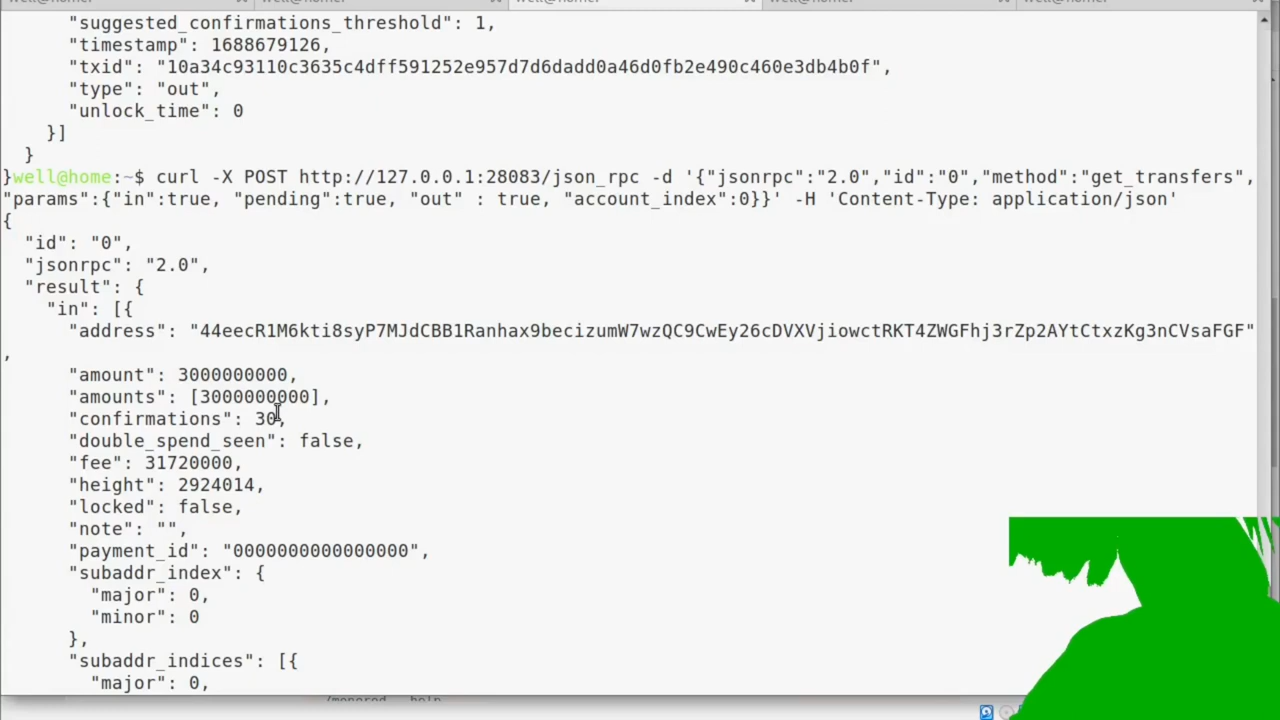 "suggested_confirmations_threshold": 1,
"timestamp": 1688679126,
"txid": "10a34c93110c3635c4dff591252e957d7d6dadd0a46d0fb2e490c460e3db4b0f",
"type": "out",
"unlock_time": 0
}]
}
}well@home:~$ curl -X POST http://127.0.0.1:28083/json_rpc -d '{"jsonrpc":"2.0","id":"0","method":"get_transfers",
"params":{"in":true, "pending":true, "out" : true, "account_index":0}}' -H 'Content-Type: application/json'
{
"id": "0",
"jsonrpc": "2.0",
"result": {
"in": [{
"address": "44eecR1M6kti8syP7MJdCBB1Ranhax9becizumW7wzQC9CwEy26cDVXVjiowctRKT4ZWGFhj3rZp2AYtCtxzKg3nCVsaFGF"
,
"amount": 3000000000,
"amounts": [3000000000],
"confirmations": 30,
"double_spend_seen": false,
"fee": 31720000,
"height": 2924014,
"locked": false,
"note": "",
"payment_id": "0000000000000000",
"subaddr_index": {
"major": 0,
"minor": 0
},
"subaddr_indices": [{
"major": 0,